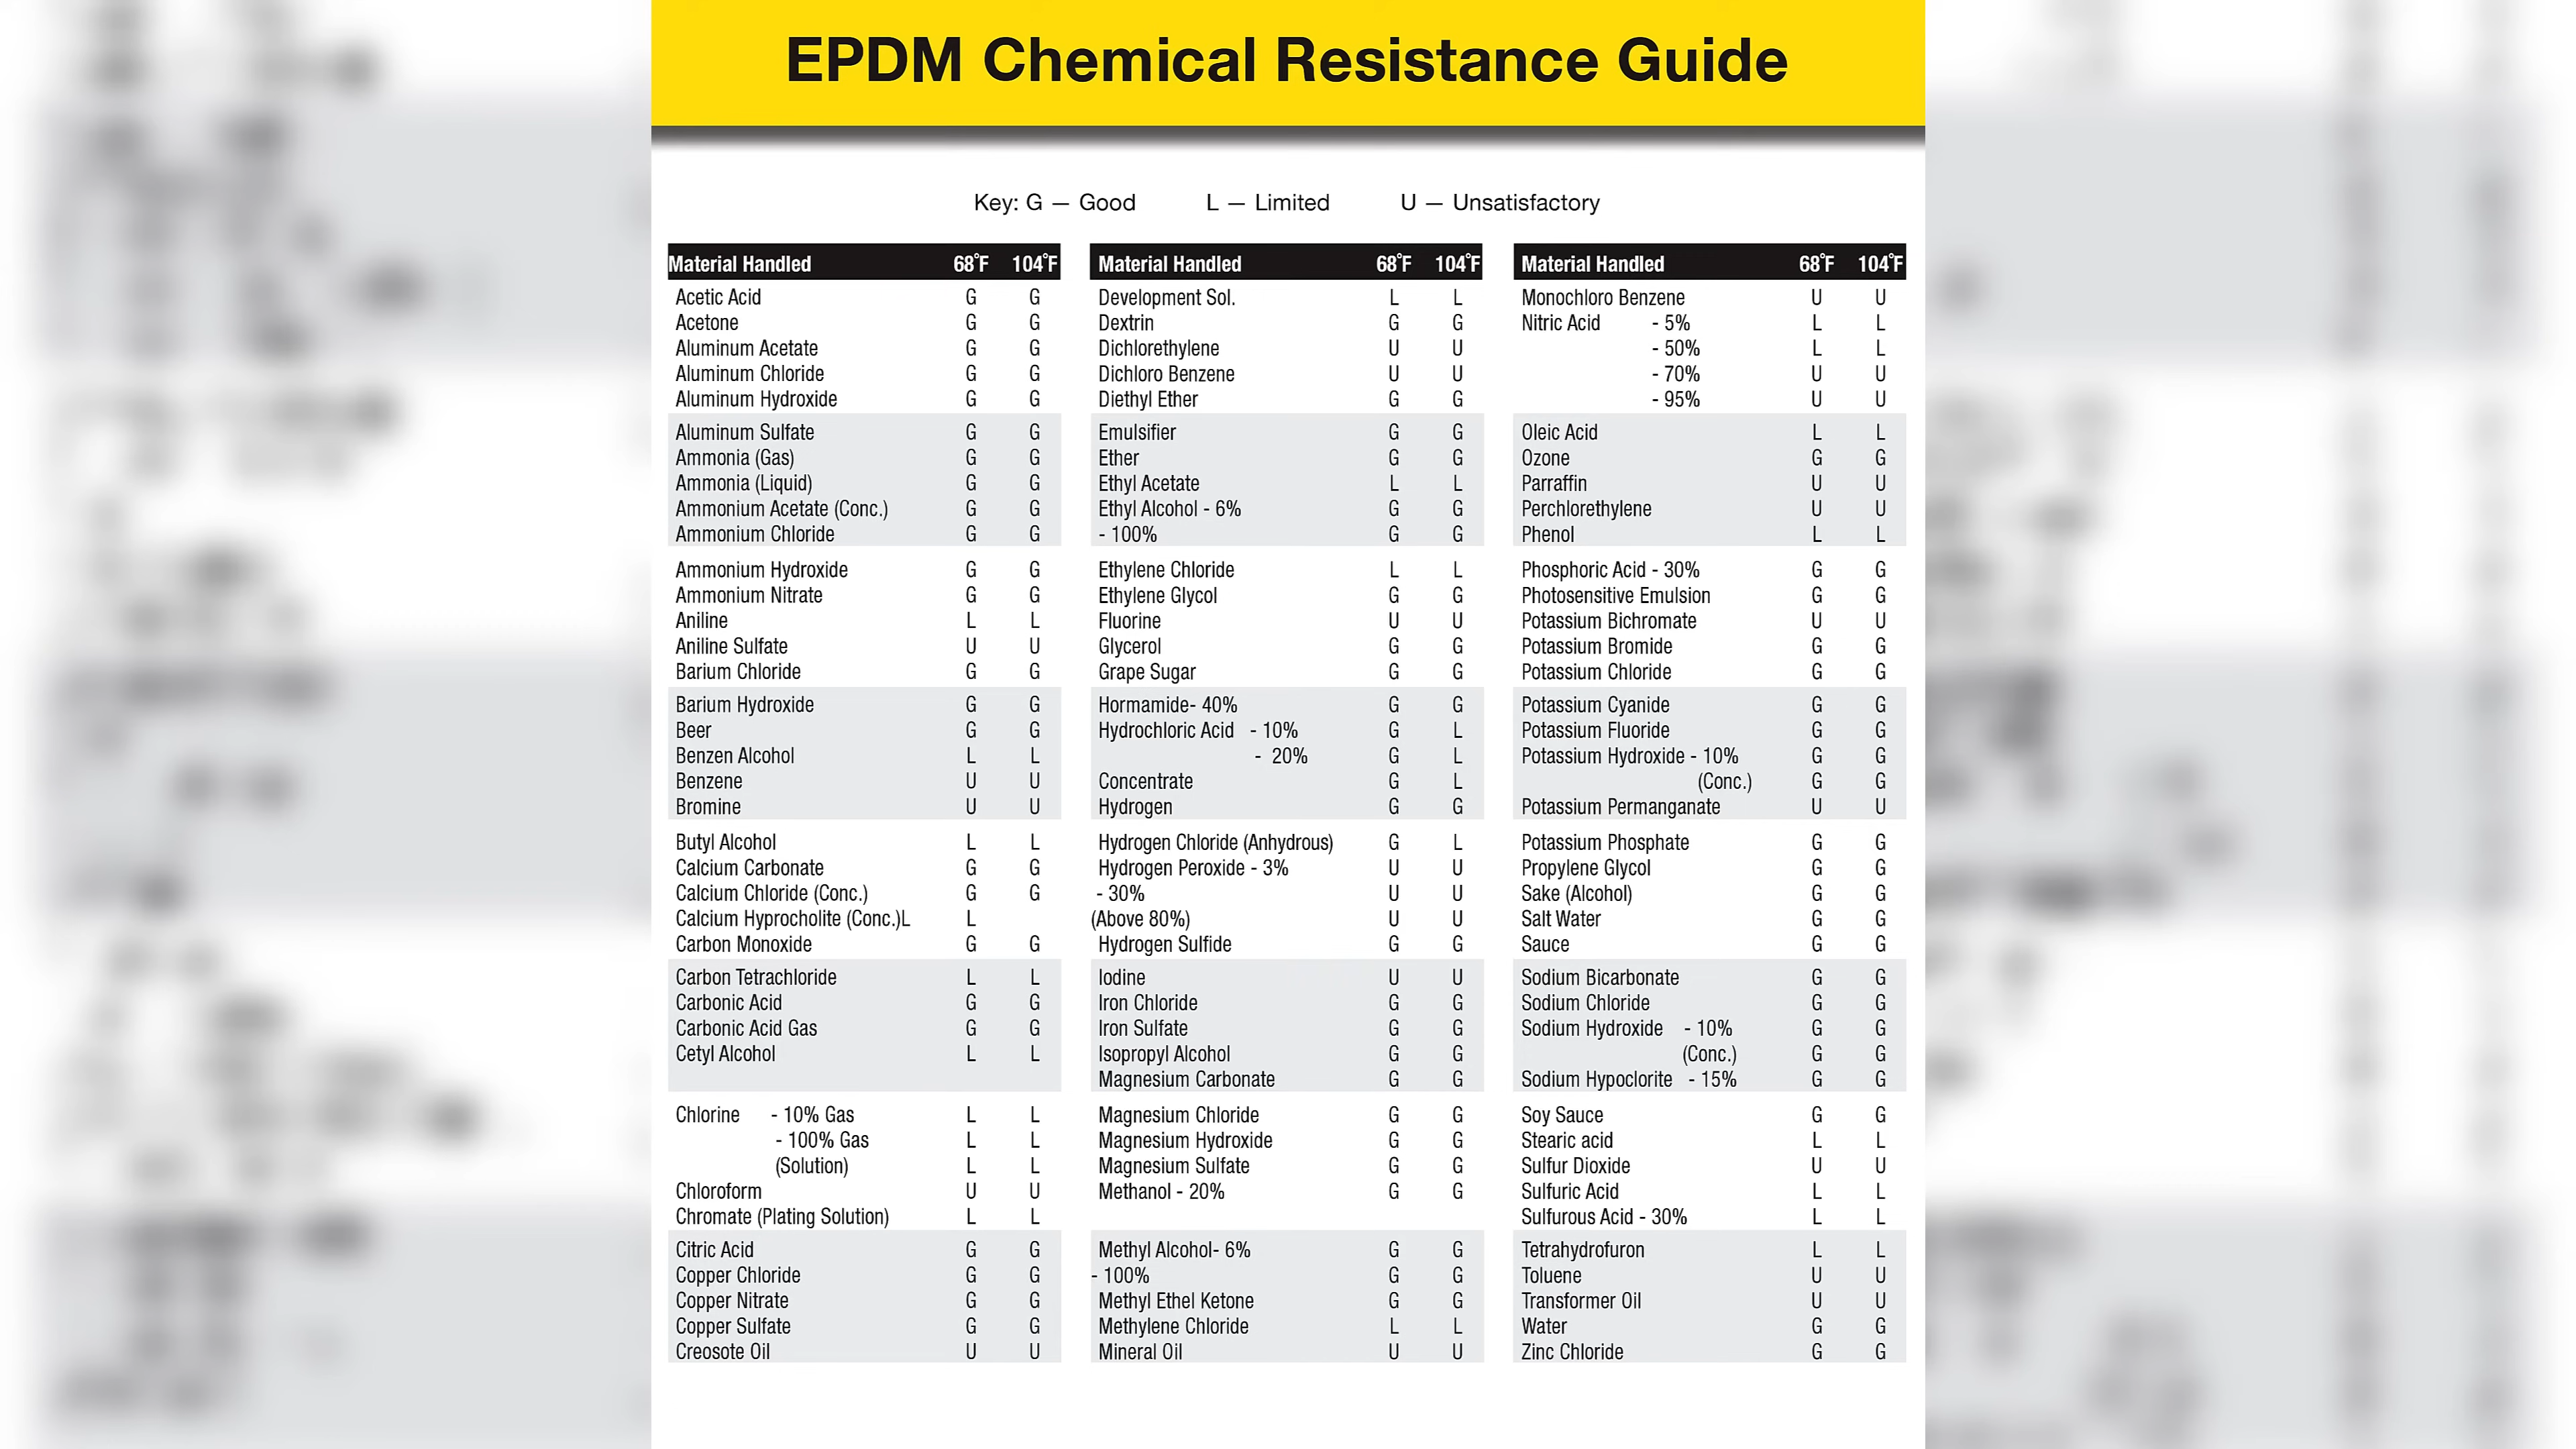 EPDM Chemical Resistance Guide
Key: G — Good L — Limited U — Unsatisfactory
Material Handled 68°F 104°F
Acetic Acid G G
Acetone G G
Aluminum Acetate G G
Aluminum Chloride G G
Aluminum Hydroxide G G
Aluminum Sulfate G G
Ammonia (Gas) G G
Ammonia (Liquid) G G
Ammonium Acetate (Conc.) G G
Ammonium Chloride G G
Ammonium Hydroxide G G
Ammonium Nitrate G G
Aniline L L
Aniline Sulfate U U
Barium Chloride G G
Barium Hydroxide G G
Beer G G
Benzen Alcohol L L
Benzene U U
Bromine U U
Butyl Alcohol L L
Calcium Carbonate G G
Calcium Chloride (Conc.) G G
Calcium Hyprocholite (Conc.)L L
Carbon Monoxide G G
Carbon Tetrachloride L L
Carbonic Acid G G
Carbonic Acid Gas G G
Cetyl Alcohol L L
Chlorine - 10% Gas L L
- 100% Gas L L
(Solution) L L
Chloroform U U
Chromate (Plating Solution) L L
Citric Acid G G
Copper Chloride G G
Copper Nitrate G G
Copper Sulfate G G
Creosote Oil U U
Material Handled 68°F 104°F
Development Sol. L L
Dextrin G G
Dichlorethylene U U
Dichloro Benzene U U
Diethyl Ether G G
Emulsifier G G
Ether G G
Ethyl Acetate L L
Ethyl Alcohol - 6% G G
- 100% G G
Ethylene Chloride L L
Ethylene Glycol G G
Fluorine U U
Glycerol G G
Grape Sugar G G
Hormamide- 40% G G
Hydrochloric Acid - 10% G L
- 20% G L
Concentrate G L
Hydrogen G G
Hydrogen Chloride (Anhydrous) G L
Hydrogen Peroxide - 3% U U
- 30% U U
(Above 80%) U U
Hydrogen Sulfide G G
Iodine U U
Iron Chloride G G
Iron Sulfate G G
Isopropyl Alcohol G G
Magnesium Carbonate G G
Magnesium Chloride G G
Magnesium Hydroxide G G
Magnesium Sulfate G G
Methanol - 20% G G
Methyl Alcohol- 6% G G
- 100% G G
Methyl Ethel Ketone G G
Methylene Chloride L L
Mineral Oil U U
Material Handled 68°F 104°F
Monochloro Benzene U U
Nitric Acid - 5% L L
- 50% L L
- 70% U U
- 95% U U
Oleic Acid L L
Ozone G G
Parraffin U U
Perchlorethylene U U
Phenol L L
Phosphoric Acid - 30% G G
Photosensitive Emulsion G G
Potassium Bichromate U U
Potassium Bromide G G
Potassium Chloride G G
Potassium Cyanide G G
Potassium Fluoride G G
Potassium Hydroxide - 10% G G
(Conc.) G G
Potassium Permanganate U U
Potassium Phosphate G G
Propylene Glycol G G
Sake (Alcohol) G G
Salt Water G G
Sauce G G
Sodium Bicarbonate G G
Sodium Chloride G G
Sodium Hydroxide - 10% G G
(Conc.) G G
Sodium Hypoclorite - 15% G G
Soy Sauce G G
Stearic acid L L
Sulfur Dioxide U U
Sulfuric Acid L L
Sulfurous Acid - 30% L L
Tetrahydrofuron L L
Toluene U U
Transformer Oil U U
Water G G
Zinc Chloride G G